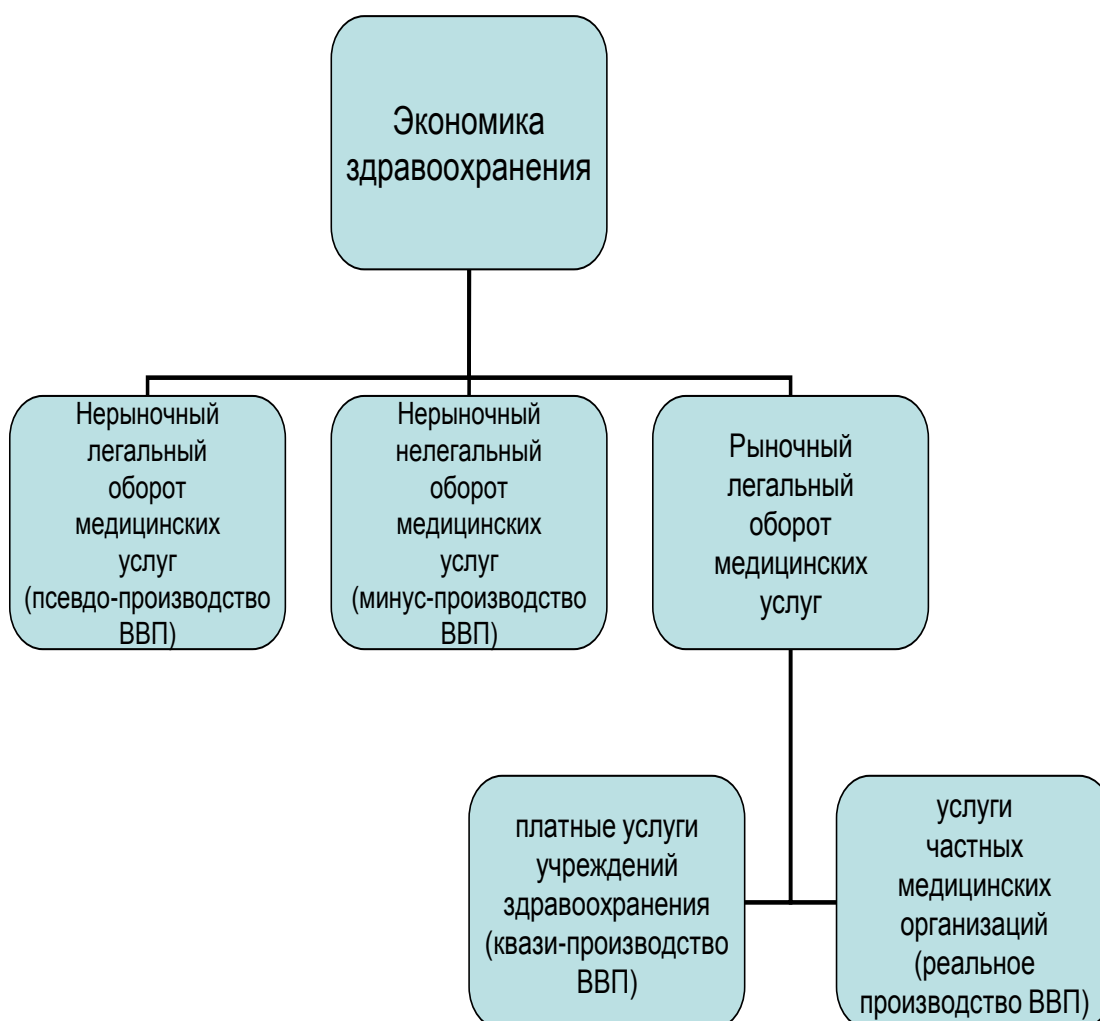 Экономика
здравоохранения
Нерыночный
легальный
оборот
медицинских
услуг
(псевдо-производство
ВВП)
Нерыночный
нелегальный
оборот
медицинских
услуг
(минус-производство
ВВП)
Рыночный
легальный
оборот
медицинских
услуг
платные услуги
учреждений
здравоохранения
(квази-производство
ВВП)
услуги
частных
медицинских
организаций
(реальное
производство ВВП)